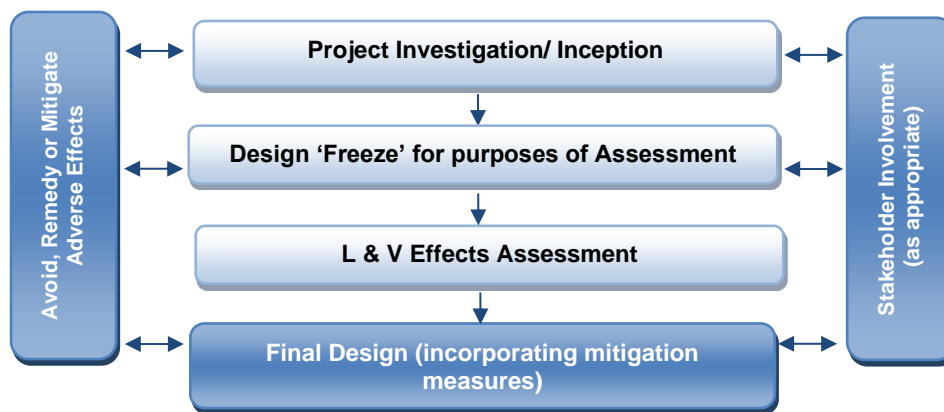 Avoid, Remedy or Mitigate
Adverse Effects
Project Investigation/ Inception
Design ‘Freeze’ for purposes of Assessment
L & V Effects Assessment
Final Design (incorporating mitigation
measures)
Stakeholder Involvement
(as appropriate)